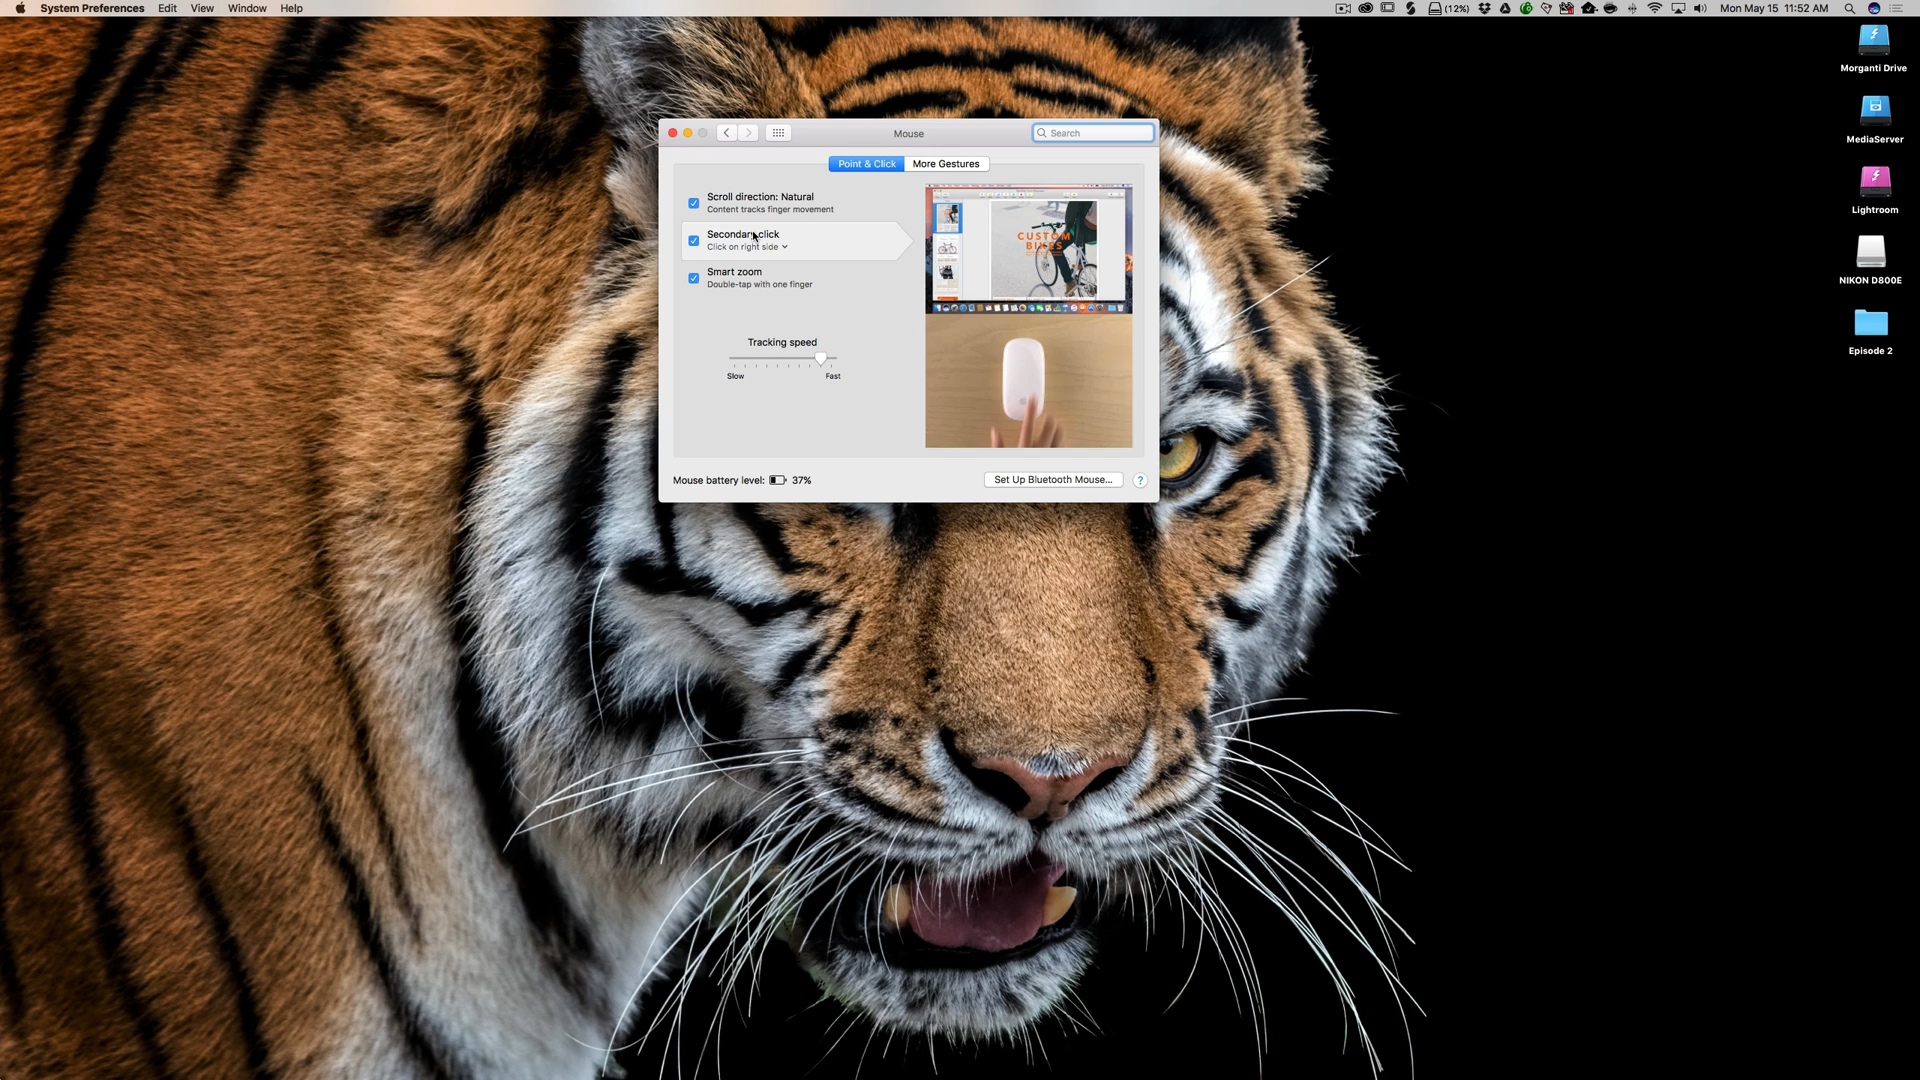 System Preferences Edit View Window Help
(12%) Mon May 15 11:52 AM
Morganti Drive
MediaServer
Lightroom
NIKON D800E
Episode 2
Mouse
Search
Point & Click More Gestures
Scroll direction: Natural
Content tracks finger movement
Secondary click
Click on right side
Smart zoom
Double-tap with one finger
Tracking speed
Slow Fast
CUSTOM
BIKES
Mouse battery level: 37%
Set Up Bluetooth Mouse... ?